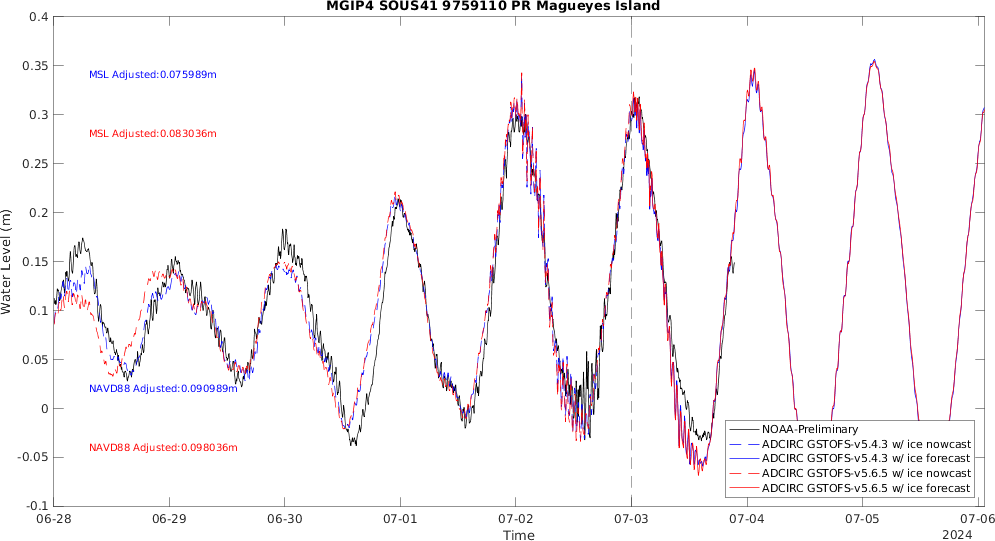 MGIP4 SOUS41 9759110 PR Magueyes Island
0.4
0.35
0.3
0.25
0.2
0.15
0.1
0.05
0
-0.05
-0.1
Water Level (m)
MSL Adjusted:0.075989m
MSL Adjusted:0.083036m
NAVD88 Adjusted:0.090989m
NAVD88 Adjusted:0.098036m
NOAA-Preliminary
ADCIRC GSTOFS-v5.4.3 w/ ice nowcast
ADCIRC GSTOFS-v5.4.3 w/ ice forecast
ADCIRC GSTOFS-v5.6.5 w/ ice nowcast
ADCIRC GSTOFS-v5.6.5 w/ ice forecast
06-28 06-29 06-30 07-01 07-02 07-03 07-04 07-05 07-06
Time
2024